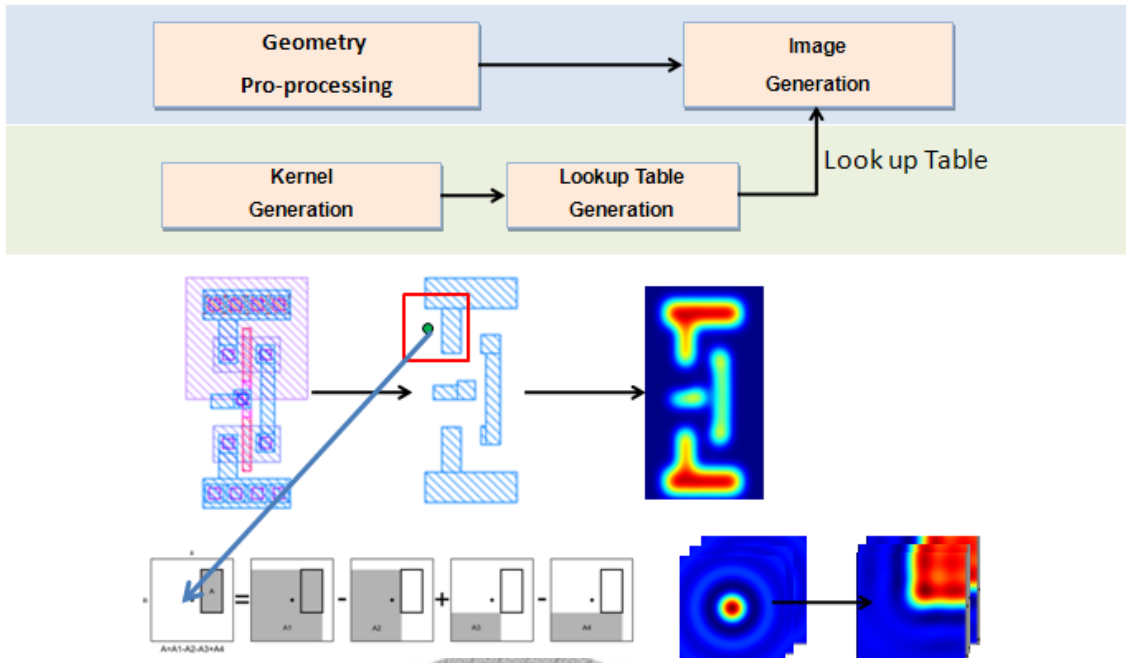 Geometry
Pro-processing
Image
Generation
Kernel
Generation
Lookup Table
Generation
Look up Table
A
=
A1
-
A2
+
A3
-
A4
A=A1-A2-A3+A4